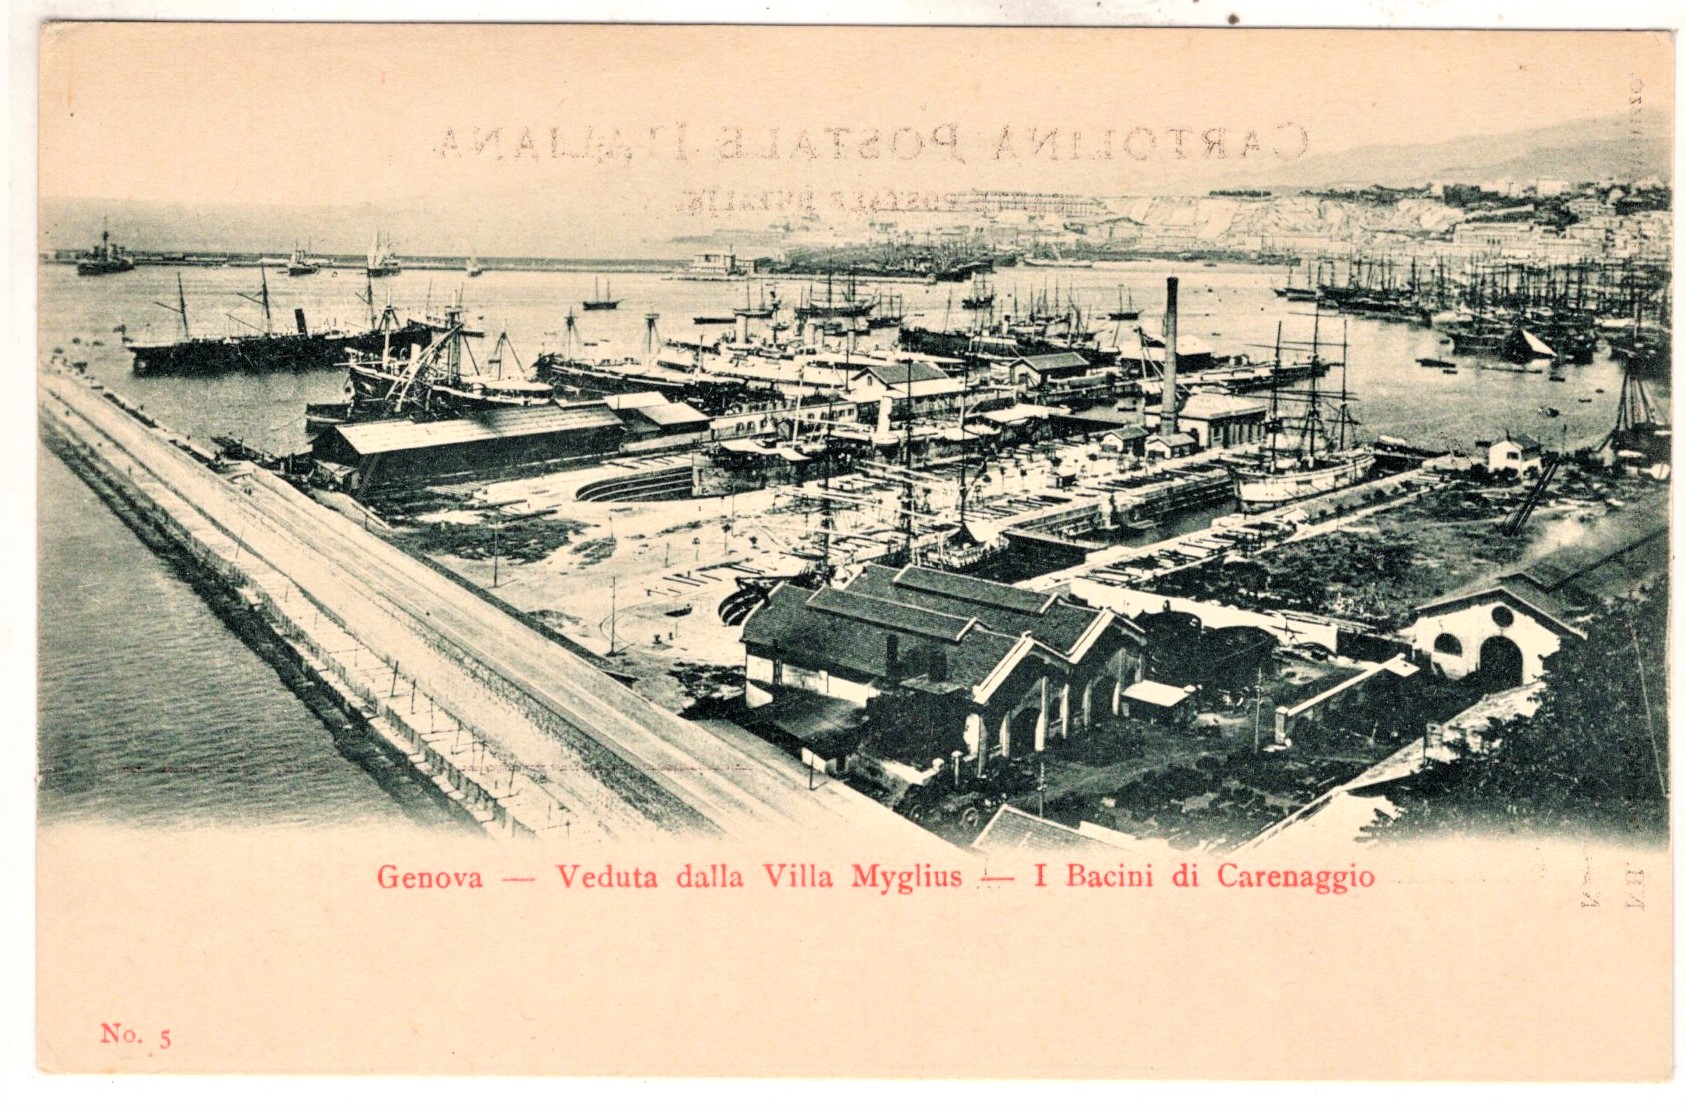 CARTOLINA POSTALE ITALIANA
Genova — Veduta dalla Villa Myglius — I Bacini di Carenaggio
No. 5